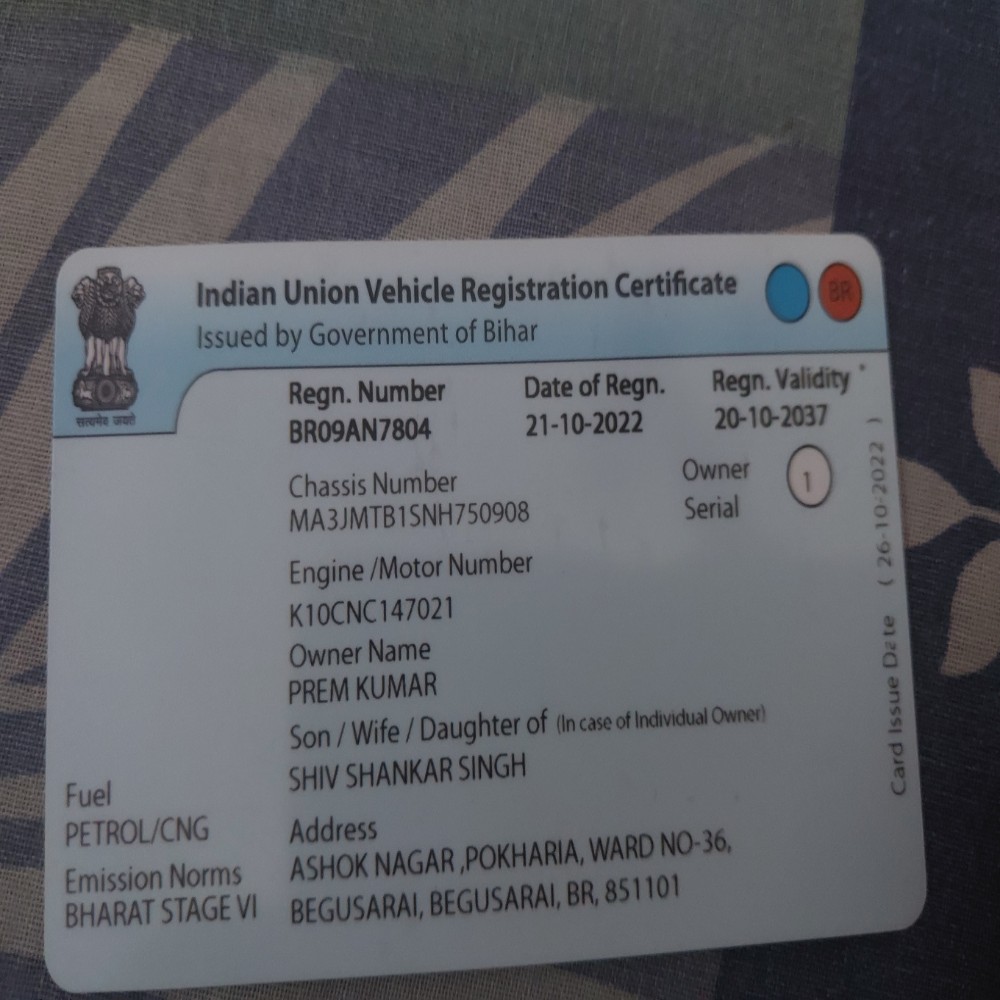 Indian Union Vehicle Registration Certificate
Issued by Government of Bihar
BR
सत्यमेव जयते
Regn. Number Date of Regn. Regn. Validity *
BR09AN7804 21-10-2022 20-10-2037
Chassis Number
MA3JMTB1SNH750908
Owner
Serial
1
Engine /Motor Number
K10CNC147021
Owner Name
PREM KUMAR
Son / Wife / Daughter of (In case of Individual Owner)
SHIV SHANKAR SINGH
Fuel
PETROL/CNG
Emission Norms
BHARAT STAGE VI
Address
ASHOK NAGAR ,POKHARIA, WARD NO-36,
BEGUSARAI, BEGUSARAI, BR, 851101
Card Issue Date ( 26-10-2022 )